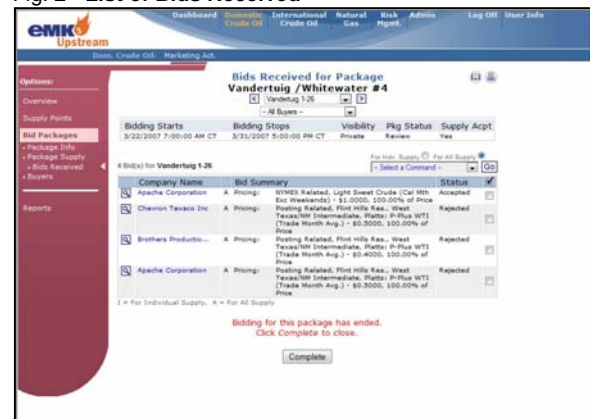 Fig. 2 - List of Bids Received
eMK
Upstream
Dashboard Domestic Crude Oil International Crude Oil Natural Gas Risk Mgmt. Admin Log Off User Info
Dom. Crude Oil: Marketing Act.
Options:
Overview
Supply Points
Bid Packages
• Package Info
• Package Supply
• Bids Received
• Buyers
Reports
Bids Received for Package
Vandertuig /Whitewater #4
Vandertuig 1-26
-- All Buyers --
Bidding Starts Bidding Stops Visibility Pkg Status Supply Acpt
3/22/2007 7:00:00 AM CT 3/31/2007 5:00:00 PM CT Private Review Yes
For Indv. Supply For All Supply
4 Bid(s) for Vandertuig 1-26 -- Select a Command -- Go
Company Name Bid Summary Status
Apache Corporation A Pricing: NYMEX Related, Light Sweet Crude (Cal Mth Accepted
Exc Weekends) - $1.0000, 100.00% of
Price
Chevron Texaco Inc A Pricing: Posting Related, Flint Hills Res., West Rejected
Texas/NM Intermediate, Platts: P-Plus WTI
(Trade Month Avg.) - $0.5000, 100.00% of
Price
Brothers Productio... A Pricing: Posting Related, Flint Hills Res., West Rejected
Texas/NM Intermediate, Platts: P-Plus WTI
(Trade Month Avg.) - $0.4000, 100.00% of
Price
Apache Corporation A Pricing: Posting Related, Flint Hills Res., West Rejected
Texas/NM Intermediate, Platts: P-Plus WTI
(Trade Month Avg.) - $0.5000, 100.00% of
Price
I = For Individual Supply, A = For All Supply
Bidding for this package has ended.
Click Complete to close.
Complete